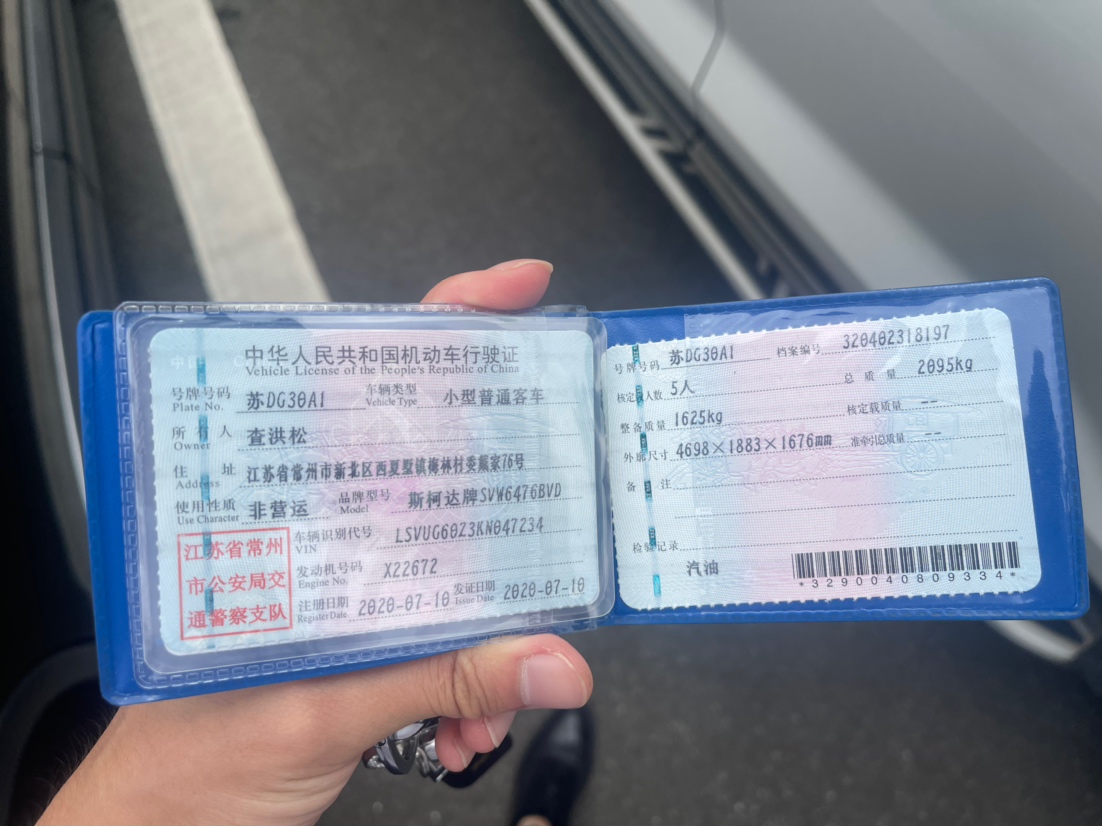 中华人民共和国机动车行驶证
Vehicle License of the People's Republic of China
号牌号码 苏DG30A1 车辆类型 小型普通客车
Plate No. Vehicle Type
所有人 查洪松
Owner
住址 江苏省常州市新北区西夏墅镇梅林村委戴家76号
Address
使用性质 非营运 品牌型号 斯柯达牌SVW6476BVD
Use Character Model
江苏省常州
市公安局交
通警察支队
车辆识别代号 LSVUG60Z3KN047234
VIN
发动机号码 X22672
Engine No.
注册日期 2020-07-10 发证日期 2020-07-10
Register Date Issue Date
号牌号码 苏DG30A1 档案编号 320402318197
核定载人数 5人 总质量 2095kg
整备质量 1625kg 核定载质量 --
外廓尺寸 4698×1883×1676mm 准牵引总质量 --
备注
检验记录
汽油
*3290040809334*